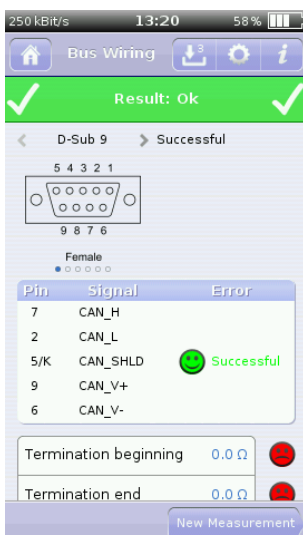 250 kBit/s 13:20 58%
Bus Wiring 3 i
Result: Ok
D-Sub 9 Successful
5 4 3 2 1
9 8 7 6
Female
Pin Signal Error
7 CAN_H
2 CAN_L
5/K CAN_SHLD Successful
9 CAN_V+
6 CAN_V-
Termination beginning 0.0 Ω
Termination end 0.0 Ω
New Measurement